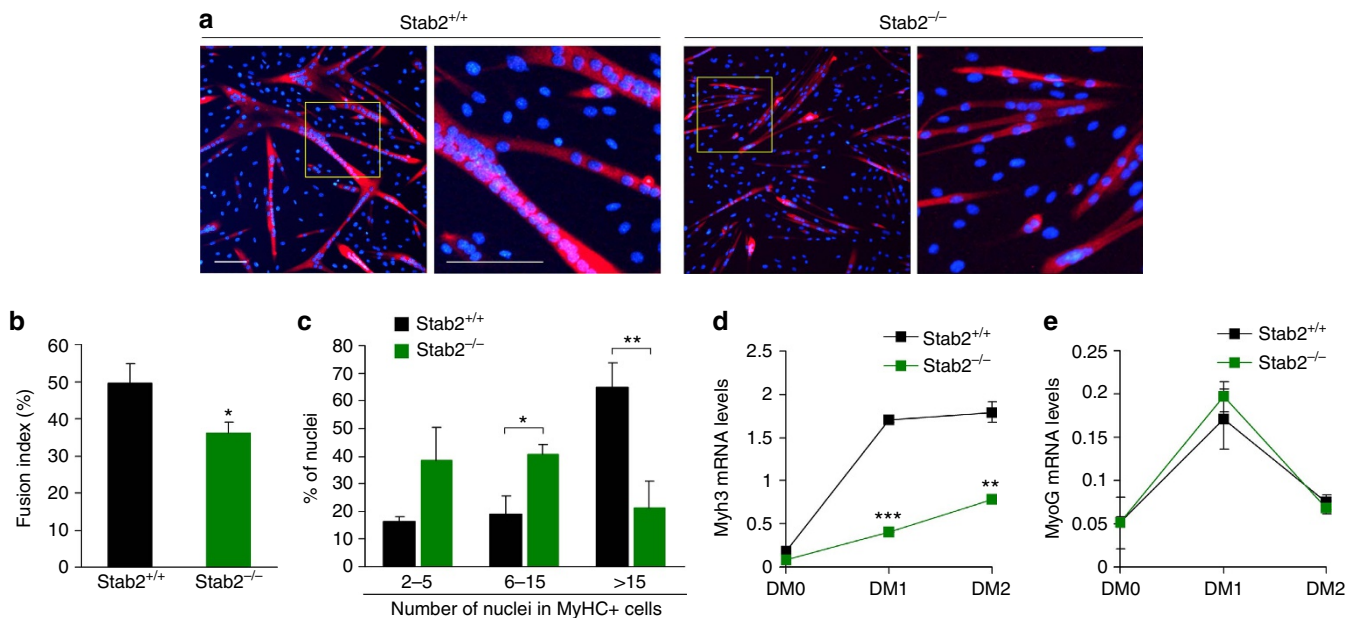 a
Stab2+/+
Stab2−/−
b
Fusion index (%)
60
50
40
30
20
10
0
*
Stab2+/+
Stab2−/−
c
Stab2+/+
Stab2−/−
% of nuclei
80
70
60
50
40
30
20
10
0
*
**
2–5
6–15
>15
Number of nuclei in MyHC+ cells
d
Stab2+/+
Stab2−/−
Myh3 mRNA levels
2.5
2
1.5
1
0.5
0
***
**
DM0
DM1
DM2
e
Stab2+/+
Stab2−/−
MyoG mRNA levels
0.25
0.2
0.15
0.1
0.05
0
DM0
DM1
DM2